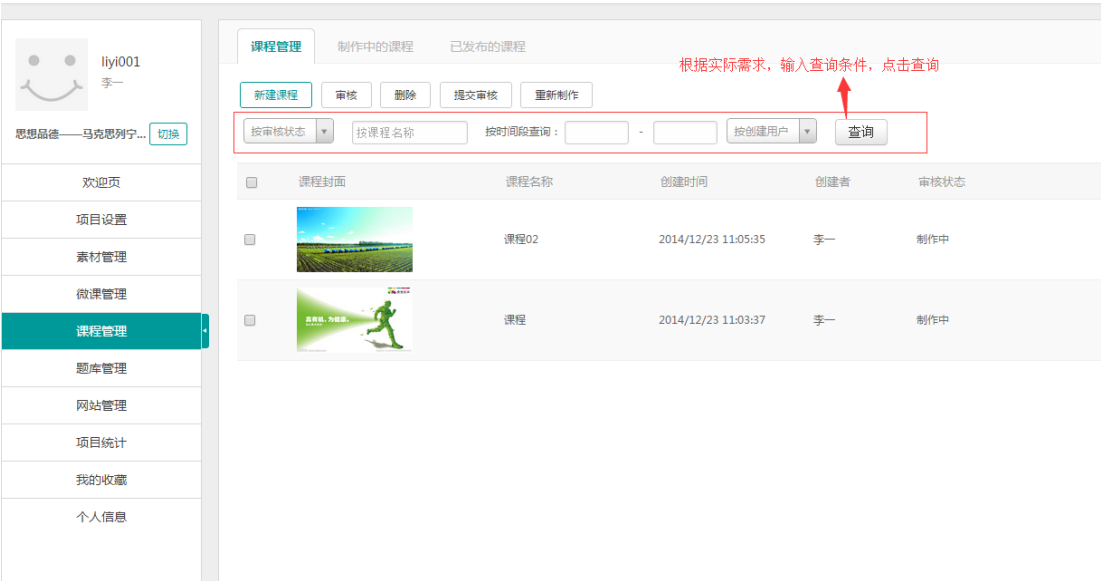 liyi001
李一
思想品德——马克思列宁... 切换
欢迎页
项目设置
素材管理
微课管理
课程管理
题库管理
网站管理
项目统计
我的收藏
个人信息
课程管理 制作中的课程 已发布的课程
根据实际需求，输入查询条件，点击查询
新建课程 审核 删除 提交审核 重新制作
按审核状态 按课程名称 按时间段查询： - 按创建用户 查询
课程封面 课程名称 创建时间 创建者 审核状态
课程02 2014/12/23 11:05:35 李一 制作中
课程 2014/12/23 11:03:37 李一 制作中